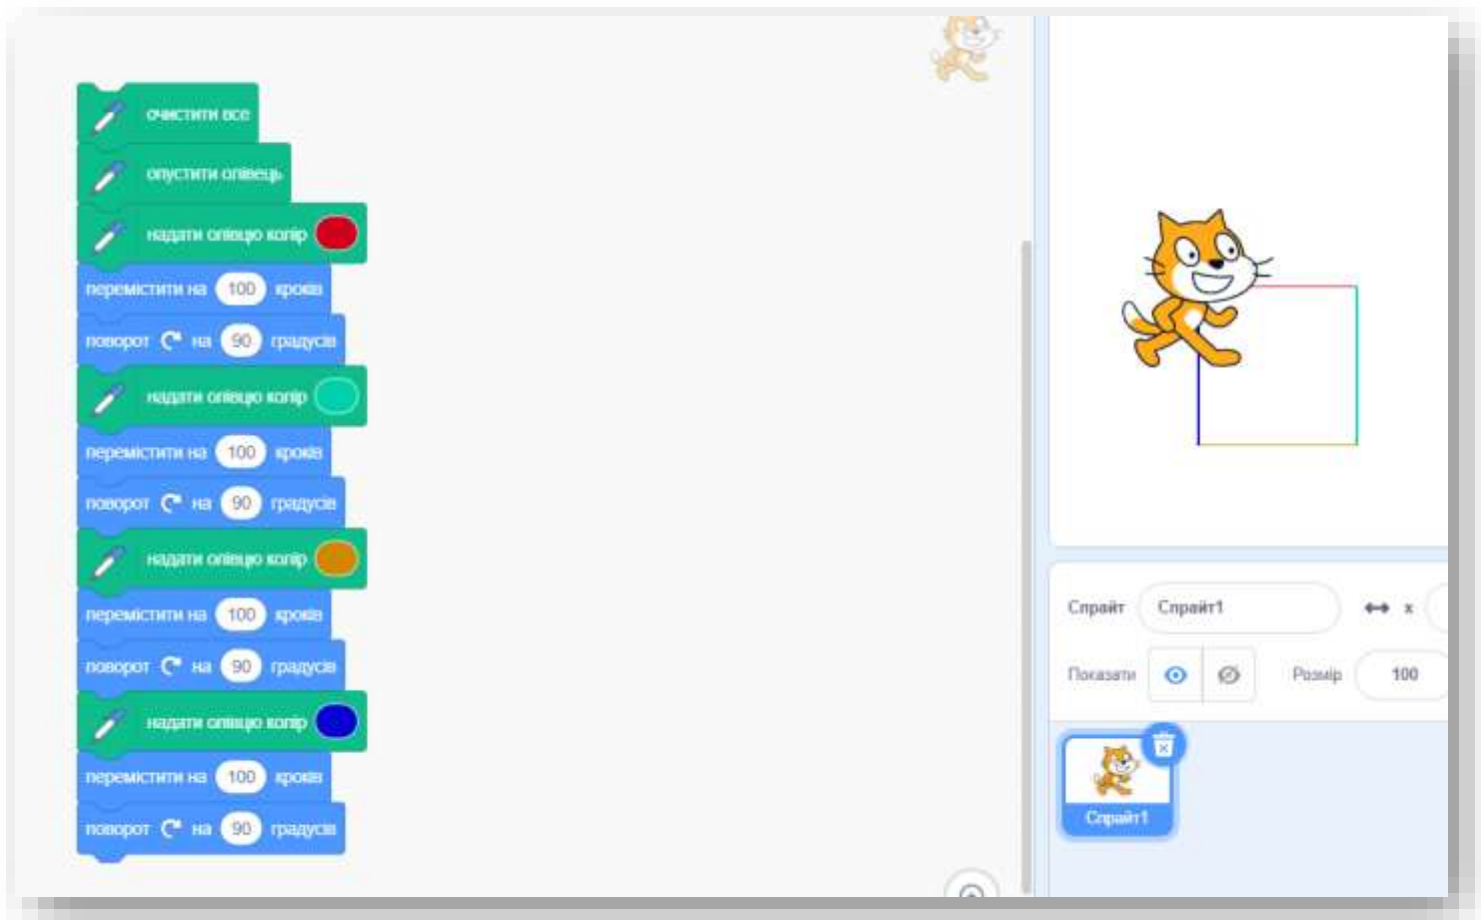 очистити все
опустити олівець
надати олівцю колір
перемістити на 100 кроків
поворот на 90 градусів
надати олівцю колір
перемістити на 100 кроків
поворот на 90 градусів
надати олівцю колір
перемістити на 100 кроків
поворот на 90 градусів
надати олівцю колір
перемістити на 100 кроків
поворот на 90 градусів
Спрайт Спрайт1 x
Показати Розмір 100
Спрайт1